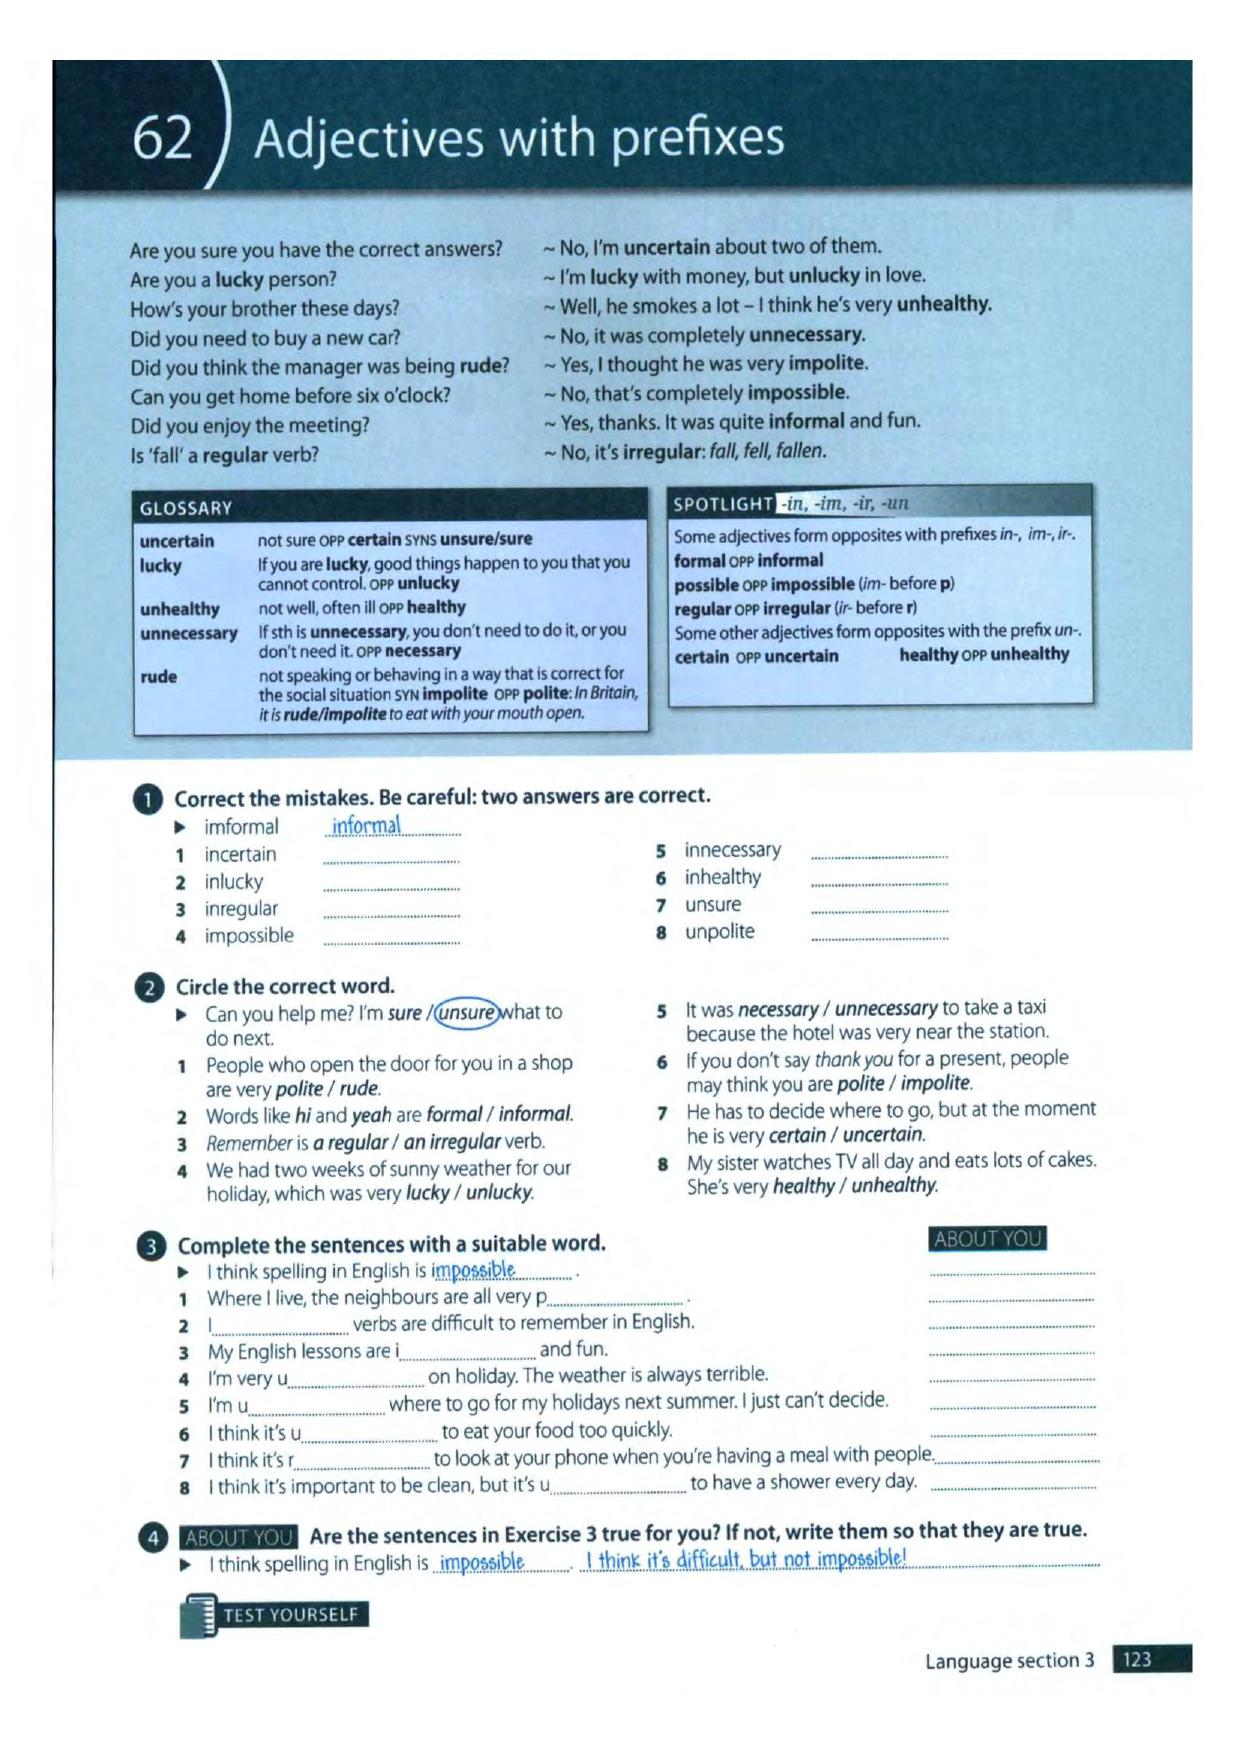 62 Adjectives with prefixes
Are you sure you have the correct answers? ~ No, I'm uncertain about two of them.
Are you a lucky person? ~ I'm lucky with money, but unlucky in love.
How's your brother these days? ~ Well, he smokes a lot – I think he's very unhealthy.
Did you need to buy a new car? ~ No, it was completely unnecessary.
Did you think the manager was being rude? ~ Yes, I thought he was very impolite.
Can you get home before six o'clock? ~ No, that's completely impossible.
Did you enjoy the meeting? ~ Yes, thanks. It was quite informal and fun.
Is 'fall' a regular verb? ~ No, it's irregular: fall, fell, fallen.
GLOSSARY
uncertain not sure OPP certain SYNS unsure/sure
lucky If you are lucky, good things happen to you that you
cannot control. OPP unlucky
unhealthy not well, often ill OPP healthy
unnecessary If sth is unnecessary, you don't need to do it, or you
don't need it. OPP necessary
rude not speaking or behaving in a way that is correct for
the social situation SYN impolite OPP polite: In Britain,
it is rude/impolite to eat with your mouth open.
SPOTLIGHT -in, -im, -ir, -un
Some adjectives form opposites with prefixes in-, im-, ir-.
formal OPP informal
possible OPP impossible (im- before p)
regular OPP irregular (ir- before r)
Some other adjectives form opposites with the prefix un-.
certain OPP uncertain healthy OPP unhealthy
1 Correct the mistakes. Be careful: two answers are correct.
▶ imformal informal
1 incertain
2 inlucky
3 inregular
4 impossible
5 innecessary
6 inhealthy
7 unsure
8 unpolite
2 Circle the correct word.
▶ Can you help me? I'm sure / unsure what to
do next.
1 People who open the door for you in a shop
are very polite / rude.
2 Words like hi and yeah are formal / informal.
3 Remember is a regular / an irregular verb.
4 We had two weeks of sunny weather for our
holiday, which was very lucky / unlucky.
5 It was necessary / unnecessary to take a taxi
because the hotel was very near the station.
6 If you don't say thank you for a present, people
may think you are polite / impolite.
7 He has to decide where to go, but at the moment
he is very certain / uncertain.
8 My sister watches TV all day and eats lots of cakes.
She's very healthy / unhealthy.
3 Complete the sentences with a suitable word. ABOUT YOU
▶ I think spelling in English is impossible.
1 Where I live, the neighbours are all very p.............................. .
2 I.............................. verbs are difficult to remember in English.
3 My English lessons are i.............................. and fun.
4 I'm very u.............................. on holiday. The weather is always terrible.
5 I'm u.............................. where to go for my holidays next summer. I just can't decide.
6 I think it's u.............................. to eat your food too quickly.
7 I think it's r.............................. to look at your phone when you're having a meal with people.
8 I think it's important to be clean, but it's u.............................. to have a shower every day.
4 ABOUT YOU Are the sentences in Exercise 3 true for you? If not, write them so that they are true.
▶ I think spelling in English is impossible. I think it's difficult, but not impossible!
TEST YOURSELF
Language section 3 123